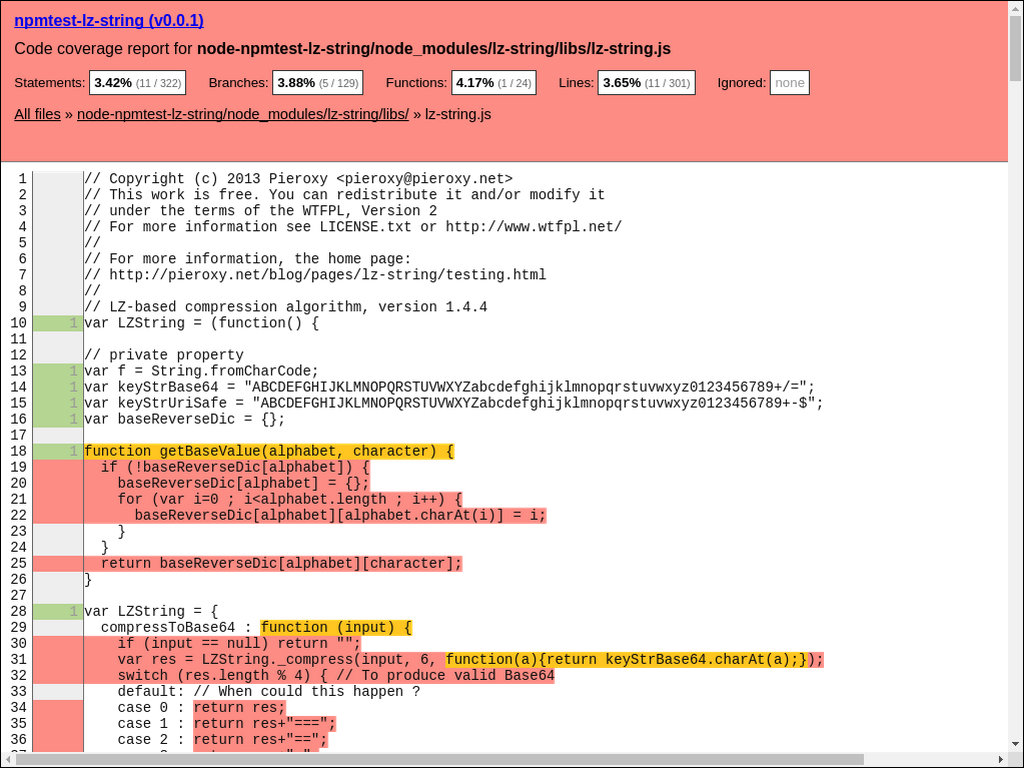 npmtest-lz-string (v0.0.1)
Code coverage report for node-npmtest-lz-string/node_modules/lz-string/libs/lz-string.js
Statements: 3.42% (11 / 322) Branches: 3.88% (5 / 129) Functions: 4.17% (1 / 24) Lines: 3.65% (11 / 301) Ignored: none
All files » node-npmtest-lz-string/node_modules/lz-string/libs/ » lz-string.js
1 // Copyright (c) 2013 Pieroxy <pieroxy@pieroxy.net>
2 // This work is free. You can redistribute it and/or modify it
3 // under the terms of the WTFPL, Version 2
4 // For more information see LICENSE.txt or http://www.wtfpl.net/
5 //
6 // For more information, the home page:
7 // http://pieroxy.net/blog/pages/lz-string/testing.html
8 //
9 // LZ-based compression algorithm, version 1.4.4
10 1 var LZString = (function() {
11
12 // private property
13 1 var f = String.fromCharCode;
14 1 var keyStrBase64 = "ABCDEFGHIJKLMNOPQRSTUVWXYZabcdefghijklmnopqrstuvwxyz0123456789+/=";
15 1 var keyStrUriSafe = "ABCDEFGHIJKLMNOPQRSTUVWXYZabcdefghijklmnopqrstuvwxyz0123456789+-$";
16 1 var baseReverseDic = {};
17
18 1 function getBaseValue(alphabet, character) {
19 if (!baseReverseDic[alphabet]) {
20 baseReverseDic[alphabet] = {};
21 for (var i=0 ; i<alphabet.length ; i++) {
22 baseReverseDic[alphabet][alphabet.charAt(i)] = i;
23 }
24 }
25 return baseReverseDic[alphabet][character];
26 }
27
28 1 var LZString = {
29 compressToBase64 : function (input) {
30 if (input == null) return "";
31 var res = LZString._compress(input, 6, function(a){return keyStrBase64.charAt(a);});
32 switch (res.length % 4) { // To produce valid Base64
33 default: // When could this happen ?
34 case 0 : return res;
35 case 1 : return res+"===";
36 case 2 : return res+"==";